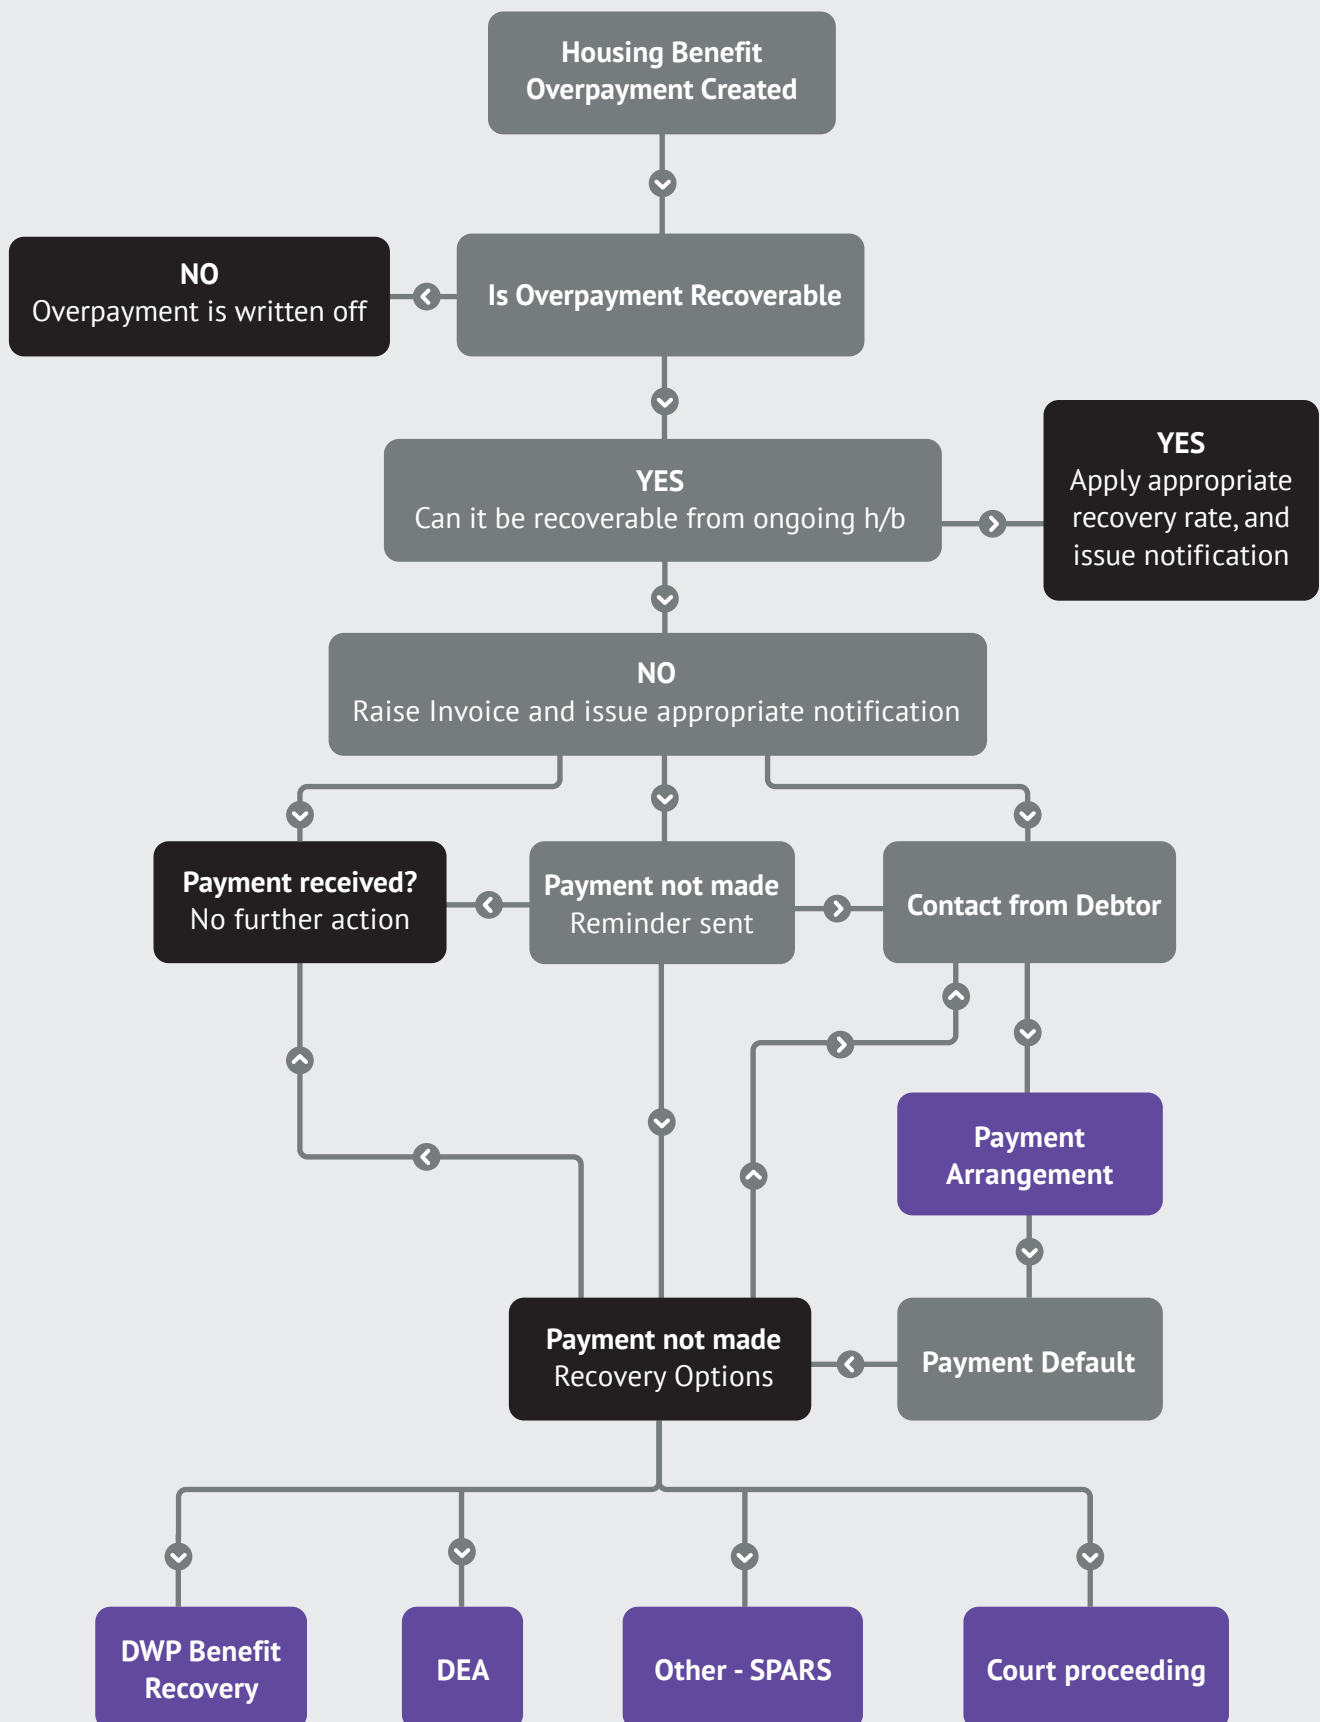 Housing Benefit
Overpayment Created
NO
Overpayment is written off
Is Overpayment Recoverable
YES
Can it be recoverable from ongoing h/b
YES
Apply appropriate
recovery rate, and
issue notification
NO
Raise Invoice and issue appropriate notification
Payment received?
No further action
Payment not made
Reminder sent
Contact from Debtor
Payment
Arrangement
Payment not made
Recovery Options
Payment Default
DWP Benefit
Recovery
DEA
Other - SPARS
Court proceeding